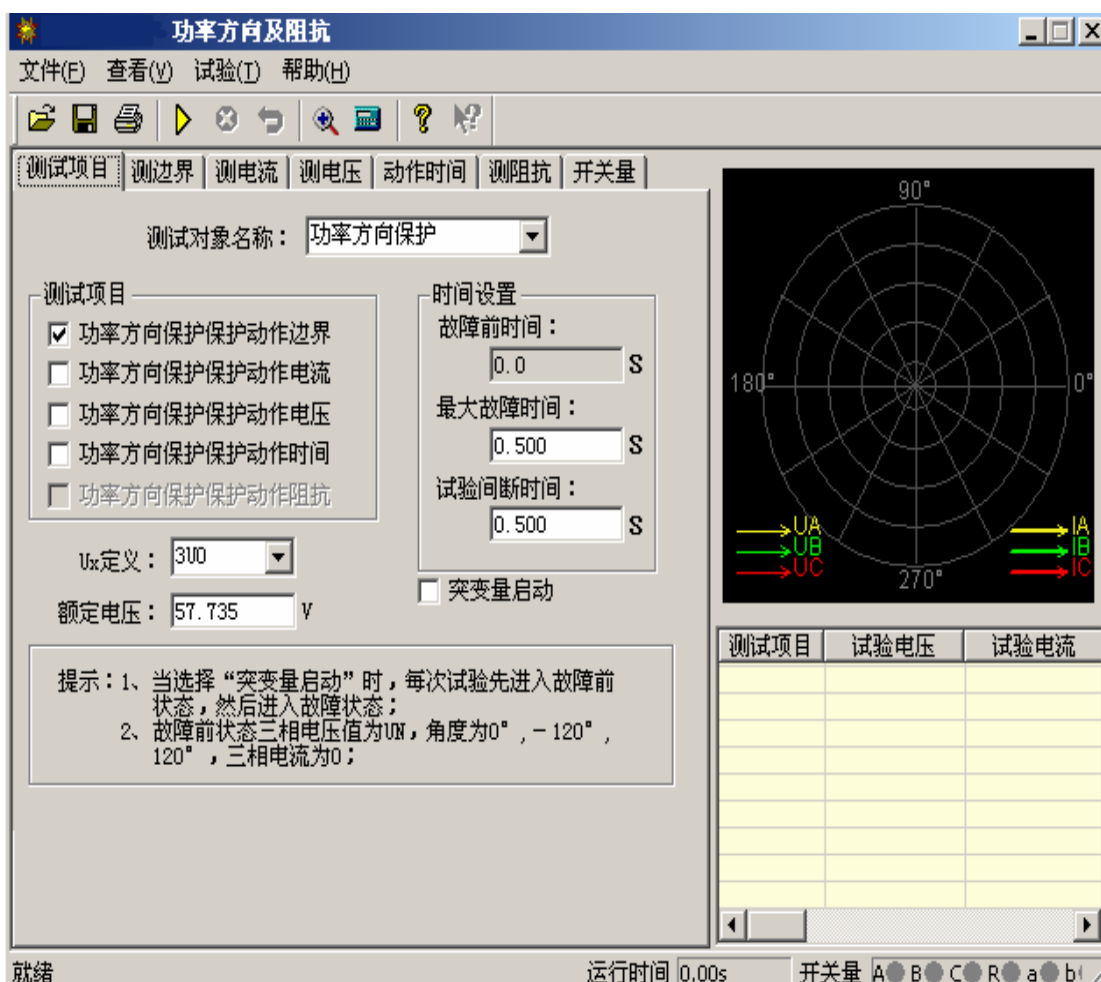 功率方向及阻抗
文件(F) 查看(V) 试验(T) 帮助(H)
测试项目 测边界 测电流 测电压 动作时间 测阻抗 开关量
测试对象名称： 功率方向保护
测试项目
功率方向保护保护动作边界
功率方向保护保护动作电流
功率方向保护保护动作电压
功率方向保护保护动作时间
功率方向保护保护动作阻抗
时间设置
故障前时间：
0.0 S
最大故障时间：
0.500 S
试验间断时间：
0.500 S
Ux定义： 3U0
突变量启动
额定电压： 57.735 V
提示：1、当选择“突变量启动”时，每次试验先进入故障前
状态，然后进入故障状态；
2、故障前状态三相电压值为UN，角度为0°,－120°,
120°，三相电流为0；
90°
180°
0°
270°
UA
UB
UC
IA
IB
IC
测试项目 试验电压 试验电流
就绪 运行时间 0.00s 开关量 A B C R a b